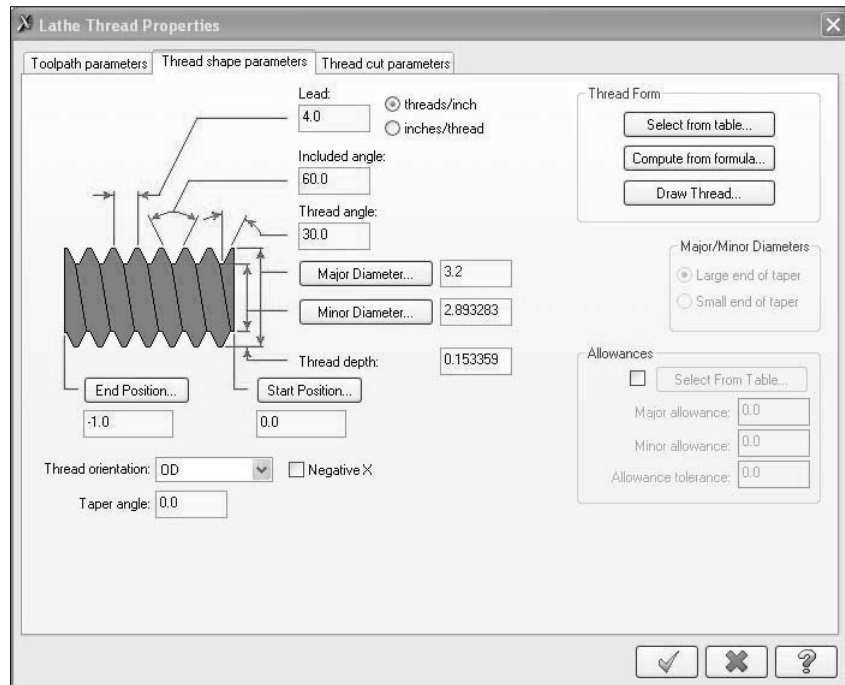 Lathe Thread Properties
Toolpath parameters
Thread shape parameters
Thread cut parameters
Lead:
4.0
threads/inch
inches/thread
Included angle:
60.0
Thread angle:
30.0
Major Diameter...
3.2
Minor Diameter...
2.893283
Thread depth:
0.153359
End Position...
-1.0
Start Position...
0.0
Thread orientation:
OD
Negative X
Taper angle:
0.0
Thread Form
Select from table...
Compute from formula...
Draw Thread...
Major/Minor Diameters
Large end of taper
Small end of taper
Allowances
Select From Table...
Major allowance:
0.0
Minor allowance:
0.0
Allowance tolerance:
0.0
?